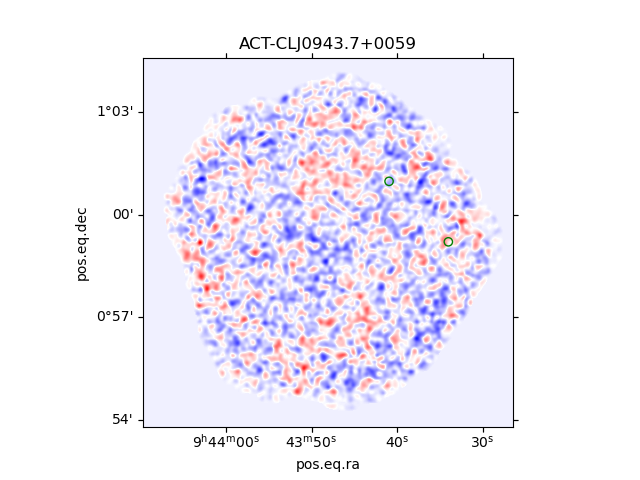 ACT-CLJ0943.7+0059
1°03'
00'
0°57'
54'
pos.eq.dec
9ʰ44ᵐ00ˢ
43ᵐ50ˢ
40ˢ
30ˢ
pos.eq.ra